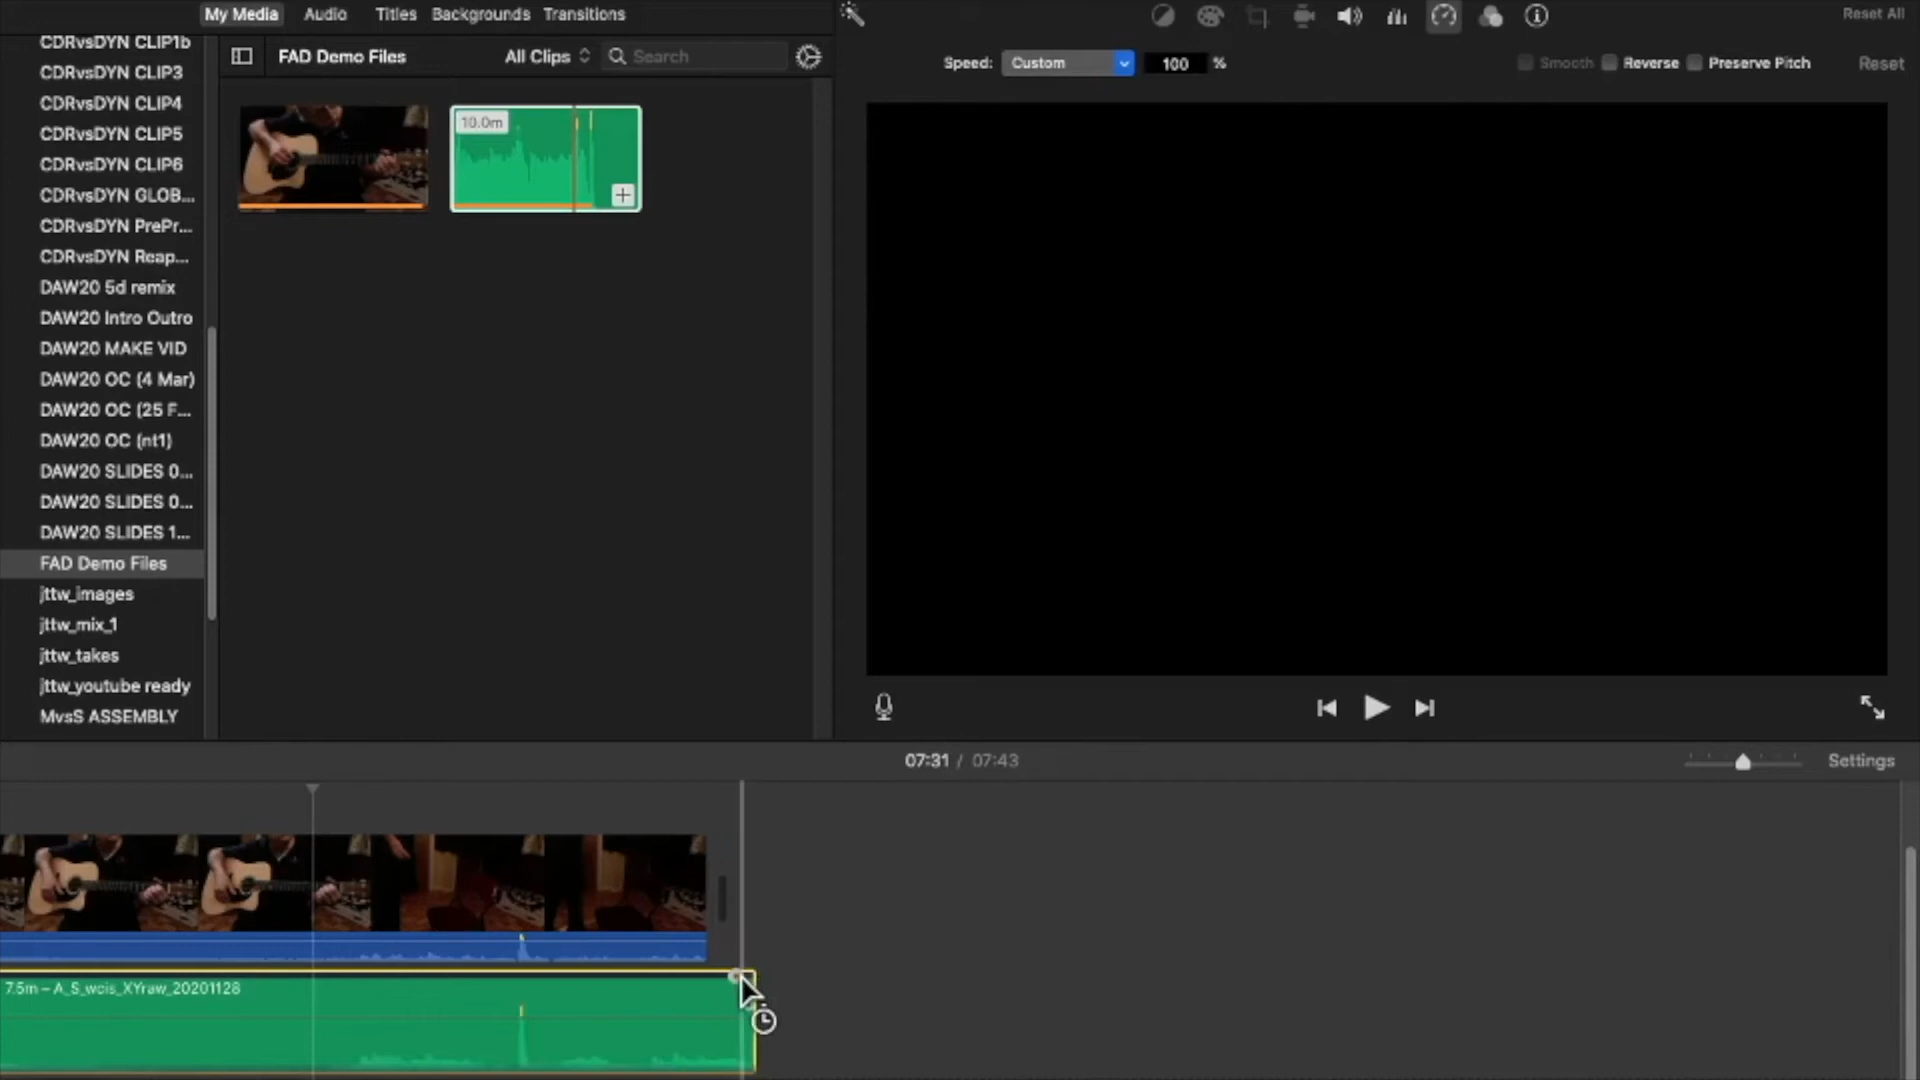 My Media Audio Titles Backgrounds Transitions
Reset All
FAD Demo Files All Clips Search
Speed: Custom 100 % Smooth Reverse Preserve Pitch Reset
CDRvsDYN CLIP1b
CDRvsDYN CLIP3
CDRvsDYN CLIP4
CDRvsDYN CLIP5
CDRvsDYN CLIP6
CDRvsDYN GLOB...
CDRvsDYN PrePr...
CDRvsDYN Reap...
DAW20 5d remix
DAW20 Intro Outro
DAW20 MAKE VID
DAW20 OC (4 Mar)
DAW20 OC (25 F...
DAW20 OC (nt1)
DAW20 SLIDES 0...
DAW20 SLIDES 0...
DAW20 SLIDES 1...
FAD Demo Files
jttw_images
jttw_mix_1
jttw_takes
jttw_youtube ready
MvsS ASSEMBLY
10.0m
07:31 / 07:43 Settings
7.5m – A_S_wcis_XYraw_20201128